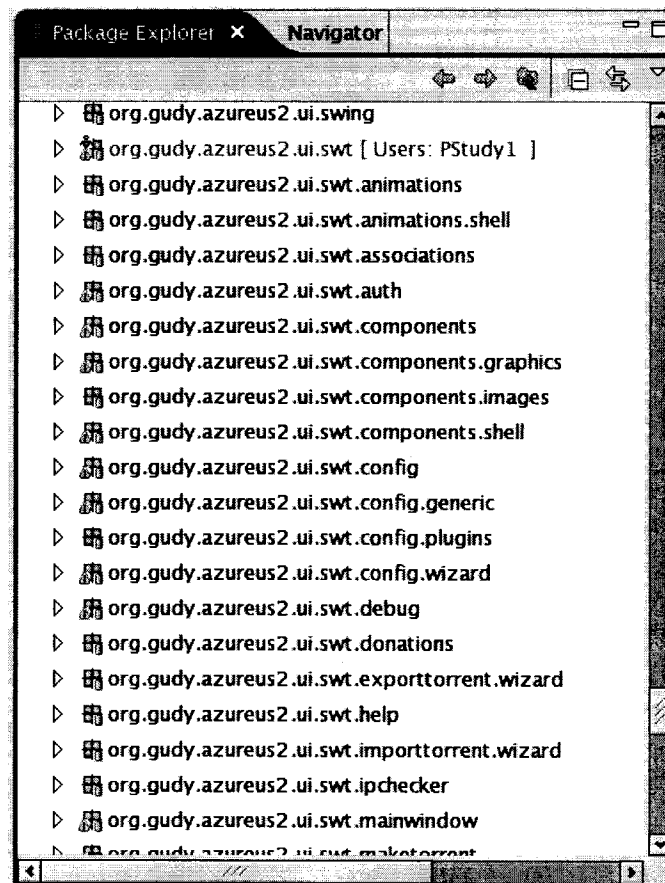 Package Explorer Navigator
org.gudy.azureus2.ui.swing
org.gudy.azureus2.ui.swt [ Users: PStudy1 ]
org.gudy.azureus2.ui.swt.animations
org.gudy.azureus2.ui.swt.animations.shell
org.gudy.azureus2.ui.swt.associations
org.gudy.azureus2.ui.swt.auth
org.gudy.azureus2.ui.swt.components
org.gudy.azureus2.ui.swt.components.graphics
org.gudy.azureus2.ui.swt.components.images
org.gudy.azureus2.ui.swt.components.shell
org.gudy.azureus2.ui.swt.config
org.gudy.azureus2.ui.swt.config.generic
org.gudy.azureus2.ui.swt.config.plugins
org.gudy.azureus2.ui.swt.config.wizard
org.gudy.azureus2.ui.swt.debug
org.gudy.azureus2.ui.swt.donations
org.gudy.azureus2.ui.swt.exporttorrent.wizard
org.gudy.azureus2.ui.swt.help
org.gudy.azureus2.ui.swt.importtorrent.wizard
org.gudy.azureus2.ui.swt.ipchecker
org.gudy.azureus2.ui.swt.mainwindow
org.gudy.azureus2.ui.swt.maketorrent